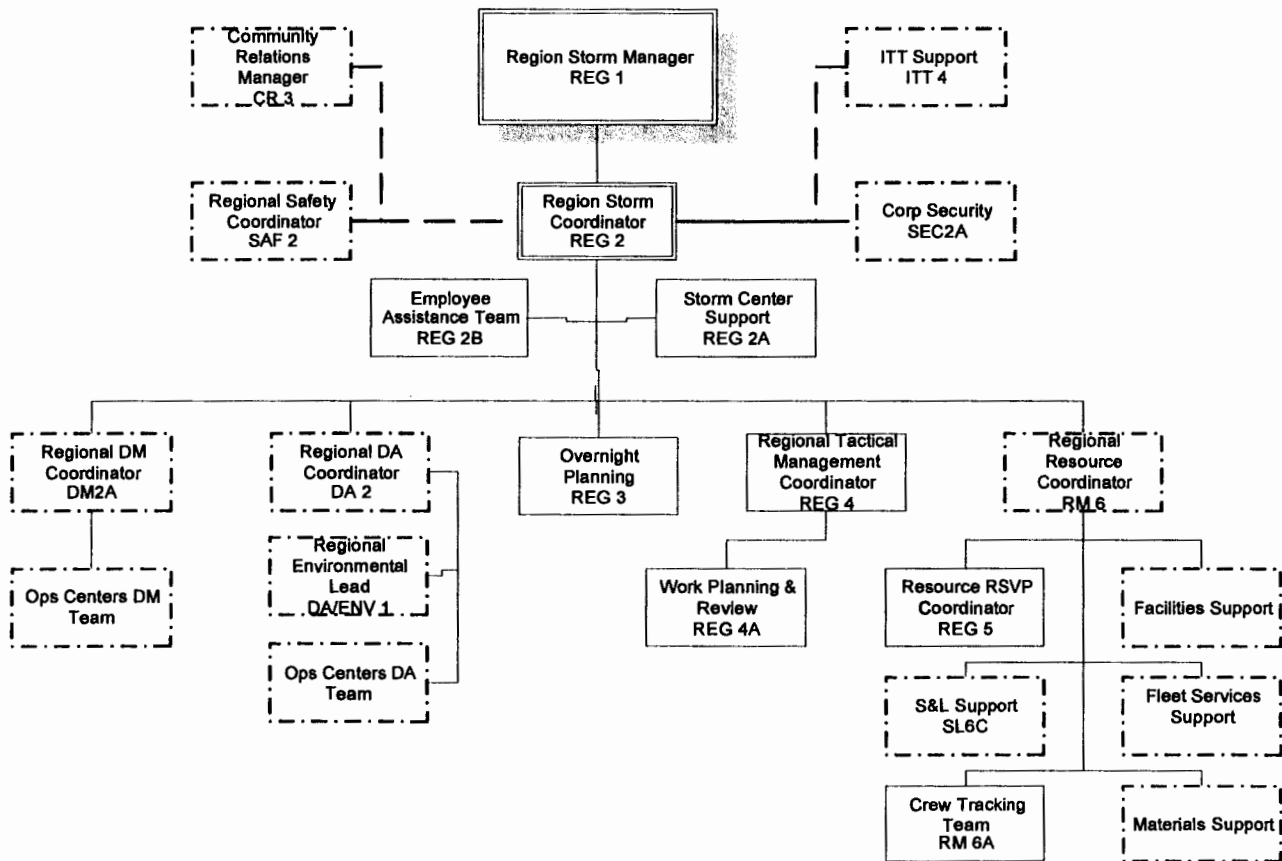 Community
Relations
Manager
CR 3
Region Storm Manager
REG 1
ITT Support
ITT 4
Regional Safety
Coordinator
SAF 2
Region Storm
Coordinator
REG 2
Corp Security
SEC2A
Employee
Assistance Team
REG 2B
Storm Center
Support
REG 2A
Regional DM
Coordinator
DM2A
Regional DA
Coordinator
DA 2
Overnight
Planning
REG 3
Regional Tactical
Management
Coordinator
REG 4
Regional
Resource
Coordinator
RM 6
Ops Centers DM
Team
Regional
Environmental
Lead
DA/ENV 1
Work Planning &
Review
REG 4A
Resource RSVP
Coordinator
REG 5
Facilities Support
Ops Centers DA
Team
S&L Support
SL6C
Fleet Services
Support
Crew Tracking
Team
RM 6A
Materials Support